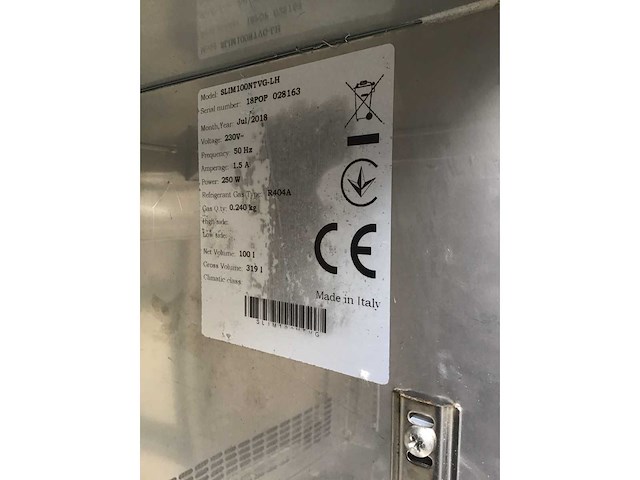 Model: SLIM100NTVG-LH
Serial number: 18POP 028163
Month,Year: Jul/2018
Voltage: 230V~
Frequency: 50 Hz
Amperage: 1.5 A
Power: 250 W
Refrigerant Gas Type: R404A
Gas Q.ty: 0.240 kg
High side:
Low side:
Net Volume: 100 l
Gross Volume: 319 l
Climatic class
CE
Made in Italy